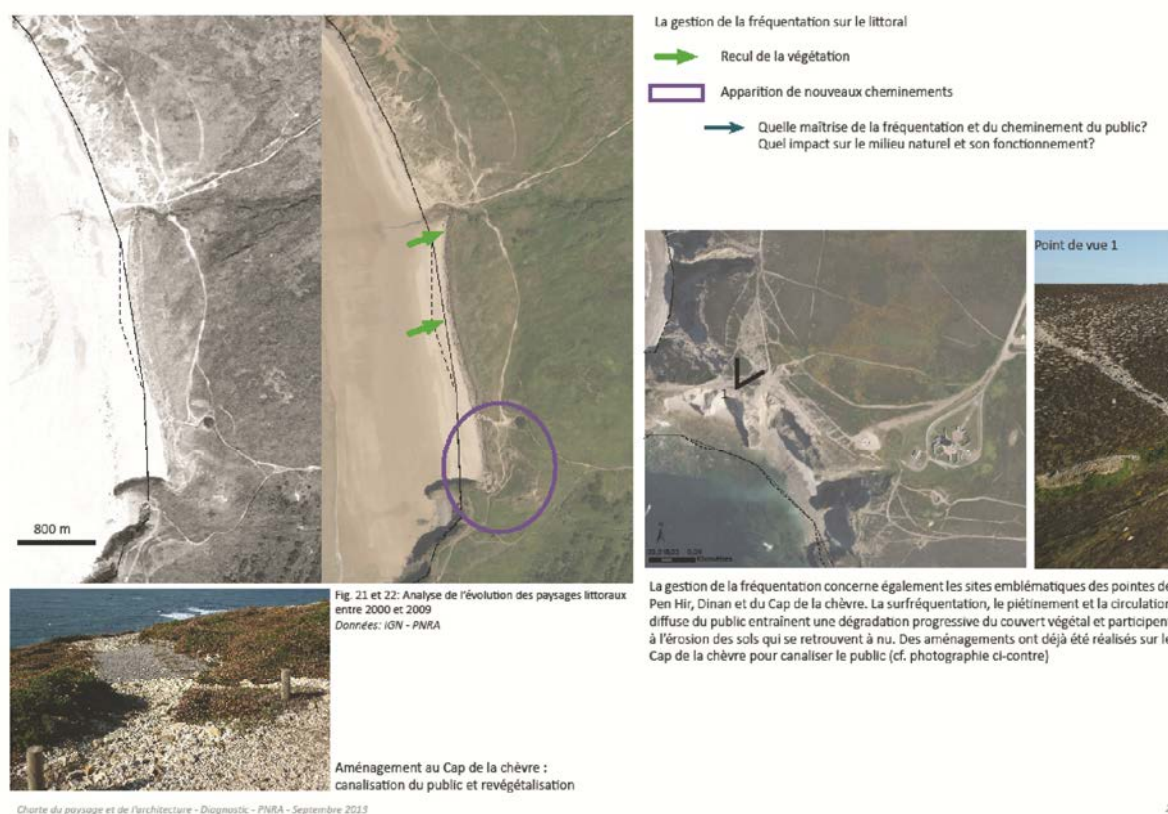 La gestion de la fréquentation sur le littoral
Recul de la végétation
Apparition de nouveaux cheminements
Quelle maîtrise de la fréquentation et du cheminement du public?
Quel impact sur le milieu naturel et son fonctionnement?
800 m
Point de vue 1
1
Fig. 21 et 22: Analyse de l'évolution des paysages littoraux
entre 2000 et 2009
Données: IGN - PNRA
Aménagement au Cap de la chèvre :
canalisation du public et revégétalisation
La gestion de la fréquentation concerne également les sites emblématiques des pointes de
Pen Hir, Dinan et du Cap de la chèvre. La surfréquentation, le piétinement et la circulation
diffuse du public entraînent une dégradation progressive du couvert végétal et participent
à l'érosion des sols qui se retrouvent à nu. Des aménagements ont déjà été réalisés sur le
Cap de la chèvre pour canaliser le public (cf. photographie ci-contre)
Charte du paysage et de l'architecture - Diagnostic - PNRA - Septembre 2013